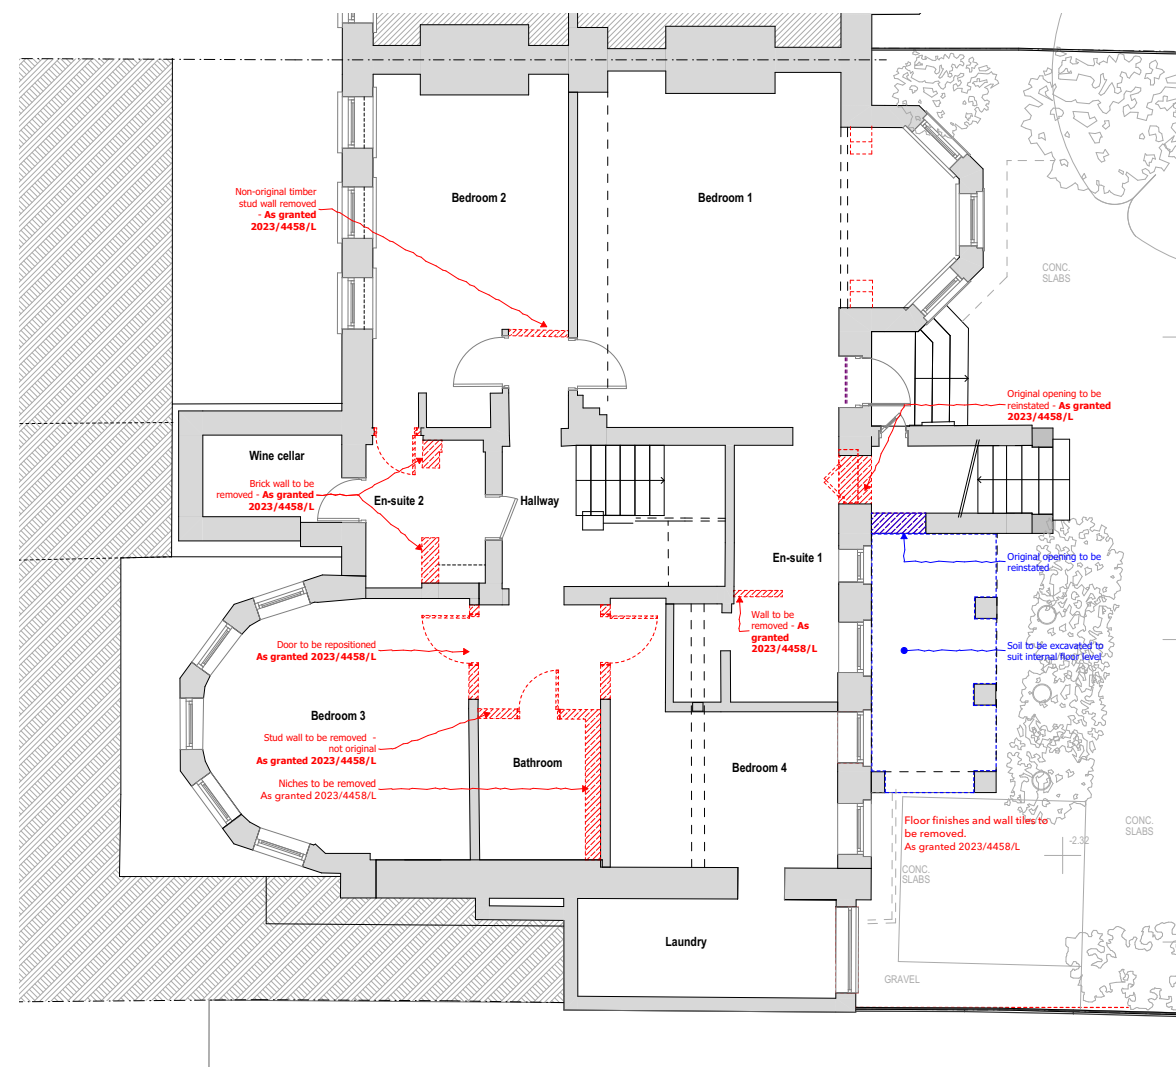 Non-original timber
stud wall removed
- As granted
2023/4458/L
Bedroom 2
Bedroom 1
CONC.
SLABS
Original opening to be
reinstated - As granted
2023/4458/L
Wine cellar
Brick wall to be
removed - As granted
2023/4458/L
En-suite 2
Hallway
En-suite 1
Original opening to be
reinstated
Wall to be
removed - As
granted
2023/4458/L
Door to be repositioned
As granted 2023/4458/L
Soil to be excavated to
suit internal floor level
Bedroom 3
Stud wall to be removed -
not original
As granted 2023/4458/L
Bathroom
Bedroom 4
Niches to be removed
As granted 2023/4458/L
Floor finishes and wall tiles to
be removed.
As granted 2023/4458/L
CONC.
SLABS
-2.32
CONC.
SLABS
Laundry
GRAVEL